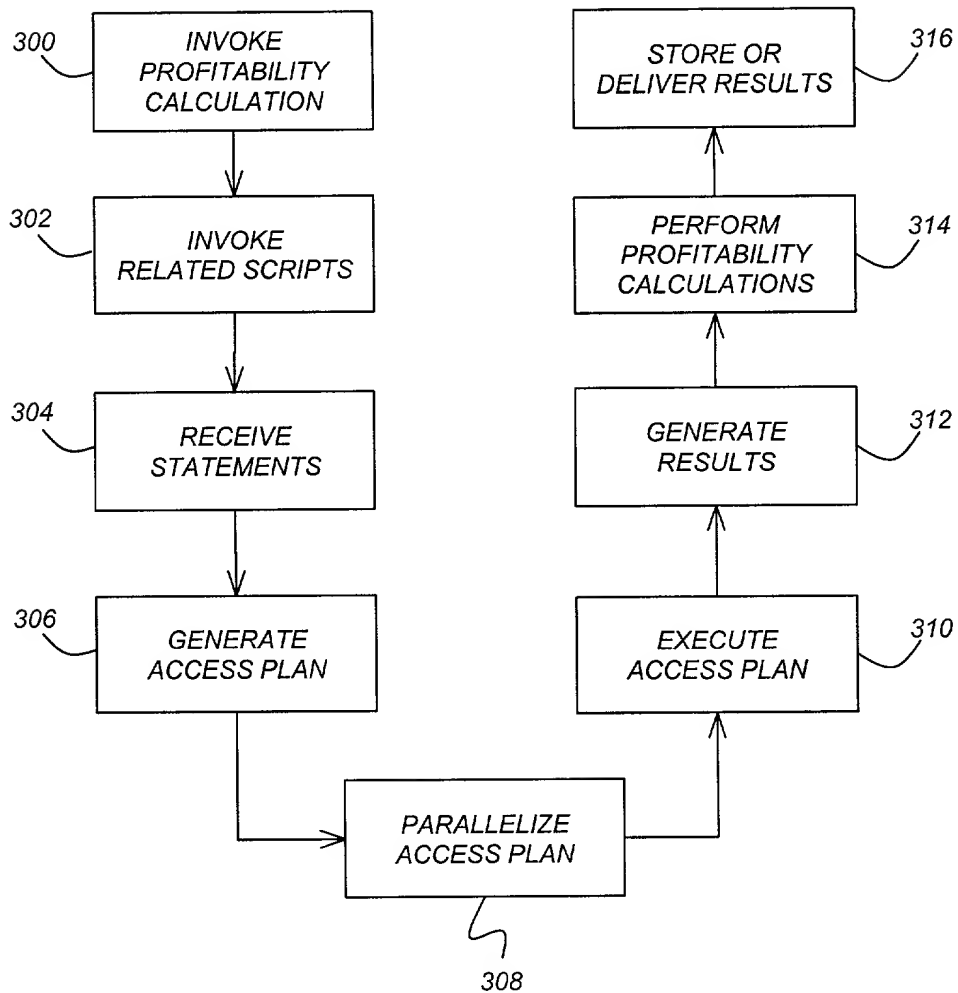 300
INVOKE
PROFITABILITY
CALCULATION
302
INVOKE
RELATED SCRIPTS
304
RECEIVE
STATEMENTS
306
GENERATE
ACCESS PLAN
PARALLELIZE
ACCESS PLAN
308
EXECUTE
ACCESS PLAN
310
GENERATE
RESULTS
312
PERFORM
PROFITABILITY
CALCULATIONS
314
STORE OR
DELIVER RESULTS
316